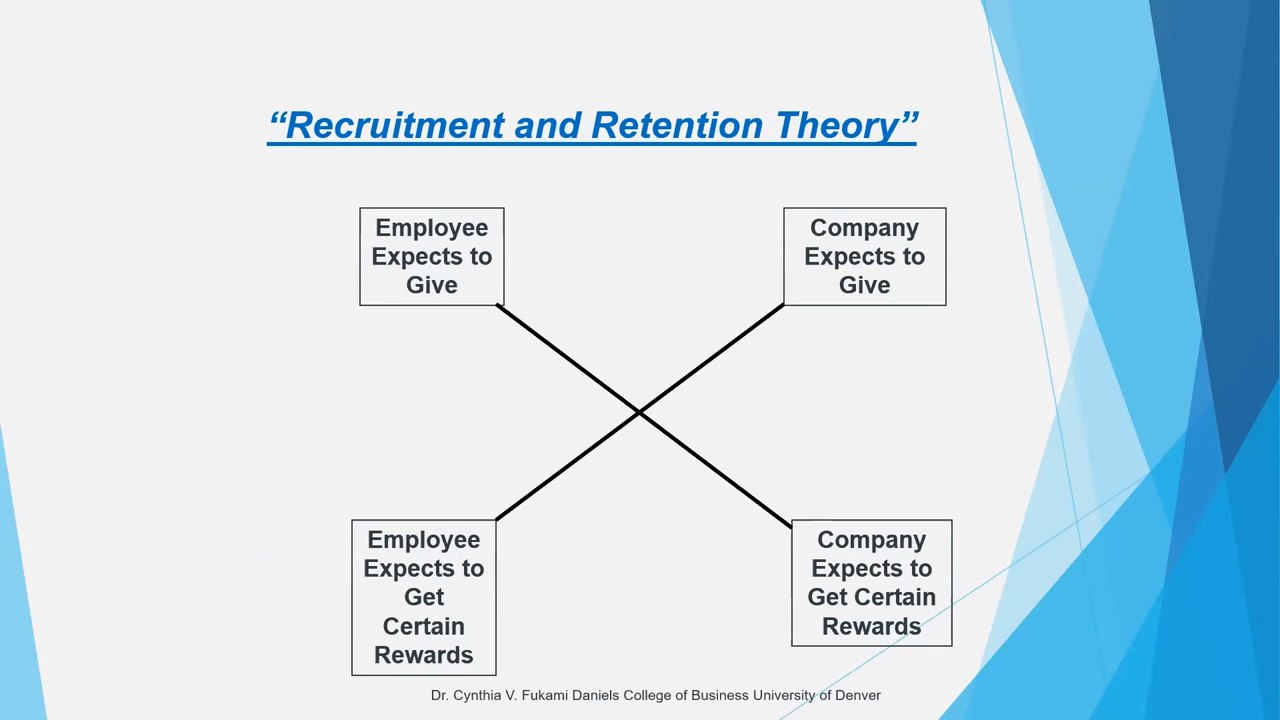 “Recruitment and Retention Theory”
Employee
Expects to
Give
Company
Expects to
Give
Employee
Expects to
Get
Certain
Rewards
Company
Expects to
Get Certain
Rewards
Dr. Cynthia V. Fukami Daniels College of Business University of Denver